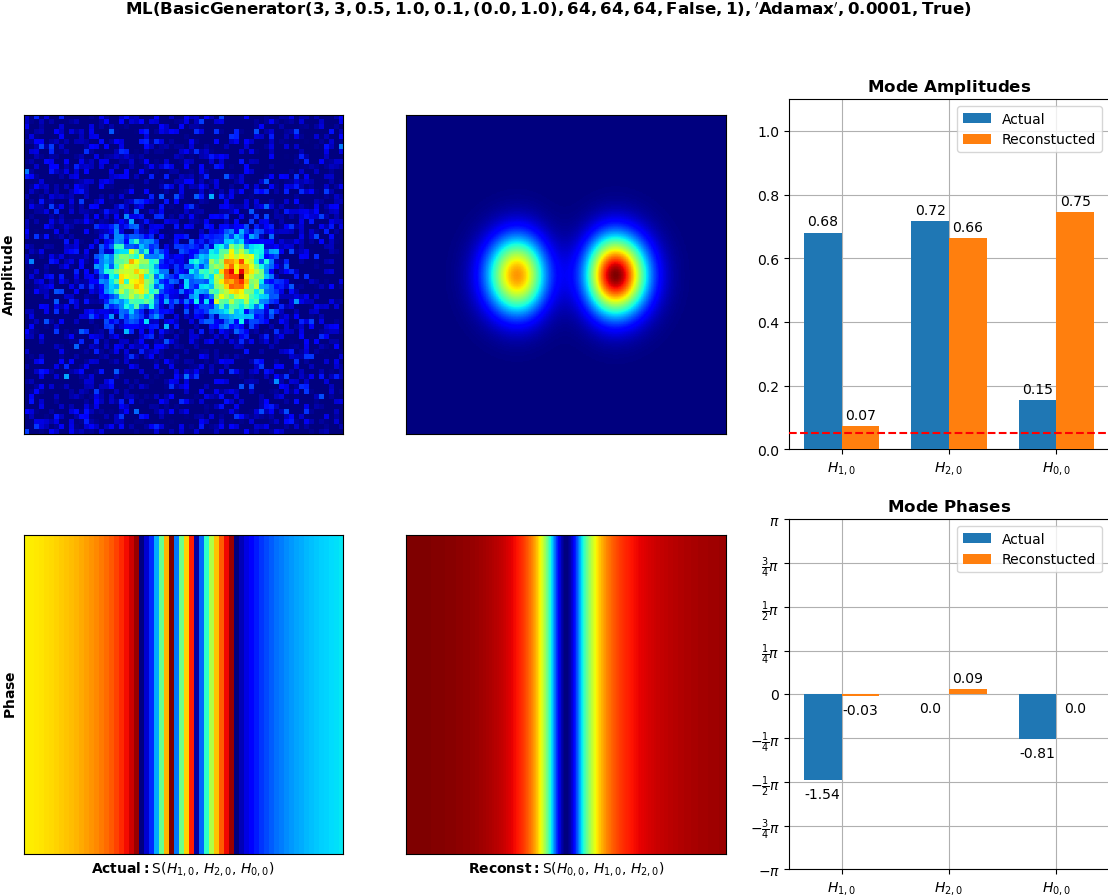 ML(BasicGenerator(3, 3, 0.5, 1.0, 0.1, (0.0, 1.0), 64, 64, 64, False, 1), ′Adamax′, 0.0001, True)
Amplitude
Mode Amplitudes
Actual
Reconstucted
1.0
0.8
0.6
0.4
0.2
0.0
0.68
0.07
0.72
0.66
0.15
0.75
H1,0
H2,0
H0,0
Phase
Actual: S(H1,0, H2,0, H0,0)
Reconst: S(H0,0, H1,0, H2,0)
Mode Phases
Actual
Reconstucted
π
3/4π
1/2π
1/4π
0
−1/4π
−1/2π
−3/4π
−π
-1.54
-0.03
0.0
0.09
-0.81
0.0
H1,0
H2,0
H0,0